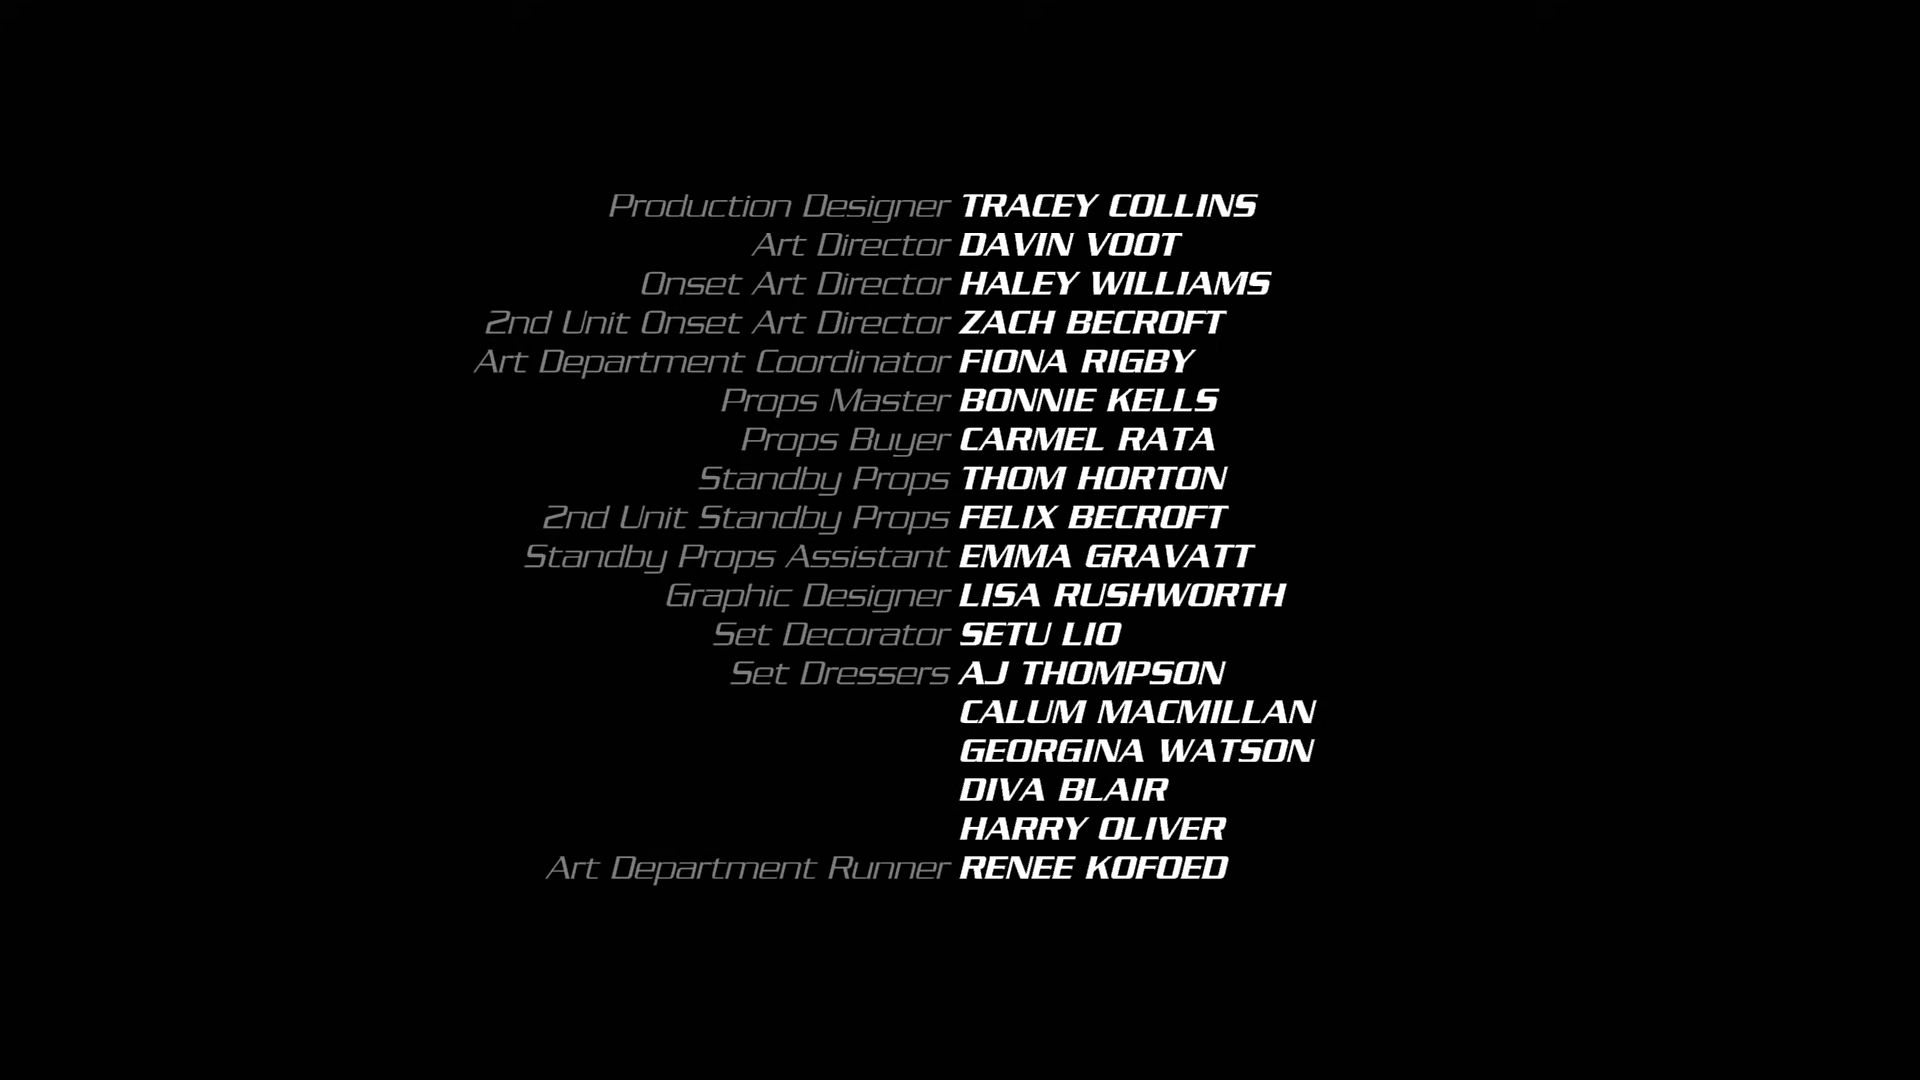 Production Designer TRACEY COLLINS
Art Director DAVIN VOOT
Onset Art Director HALEY WILLIAMS
2nd Unit Onset Art Director ZACH BECROFT
Art Department Coordinator FIONA RIGBY
Props Master BONNIE KELLS
Props Buyer CARMEL RATA
Standby Props THOM HORTON
2nd Unit Standby Props FELIX BECROFT
Standby Props Assistant EMMA GRAVATT
Graphic Designer LISA RUSHWORTH
Set Decorator SETU LIO
Set Dressers AJ THOMPSON
CALUM MACMILLAN
GEORGINA WATSON
DIVA BLAIR
HARRY OLIVER
Art Department Runner RENEE KOFOED